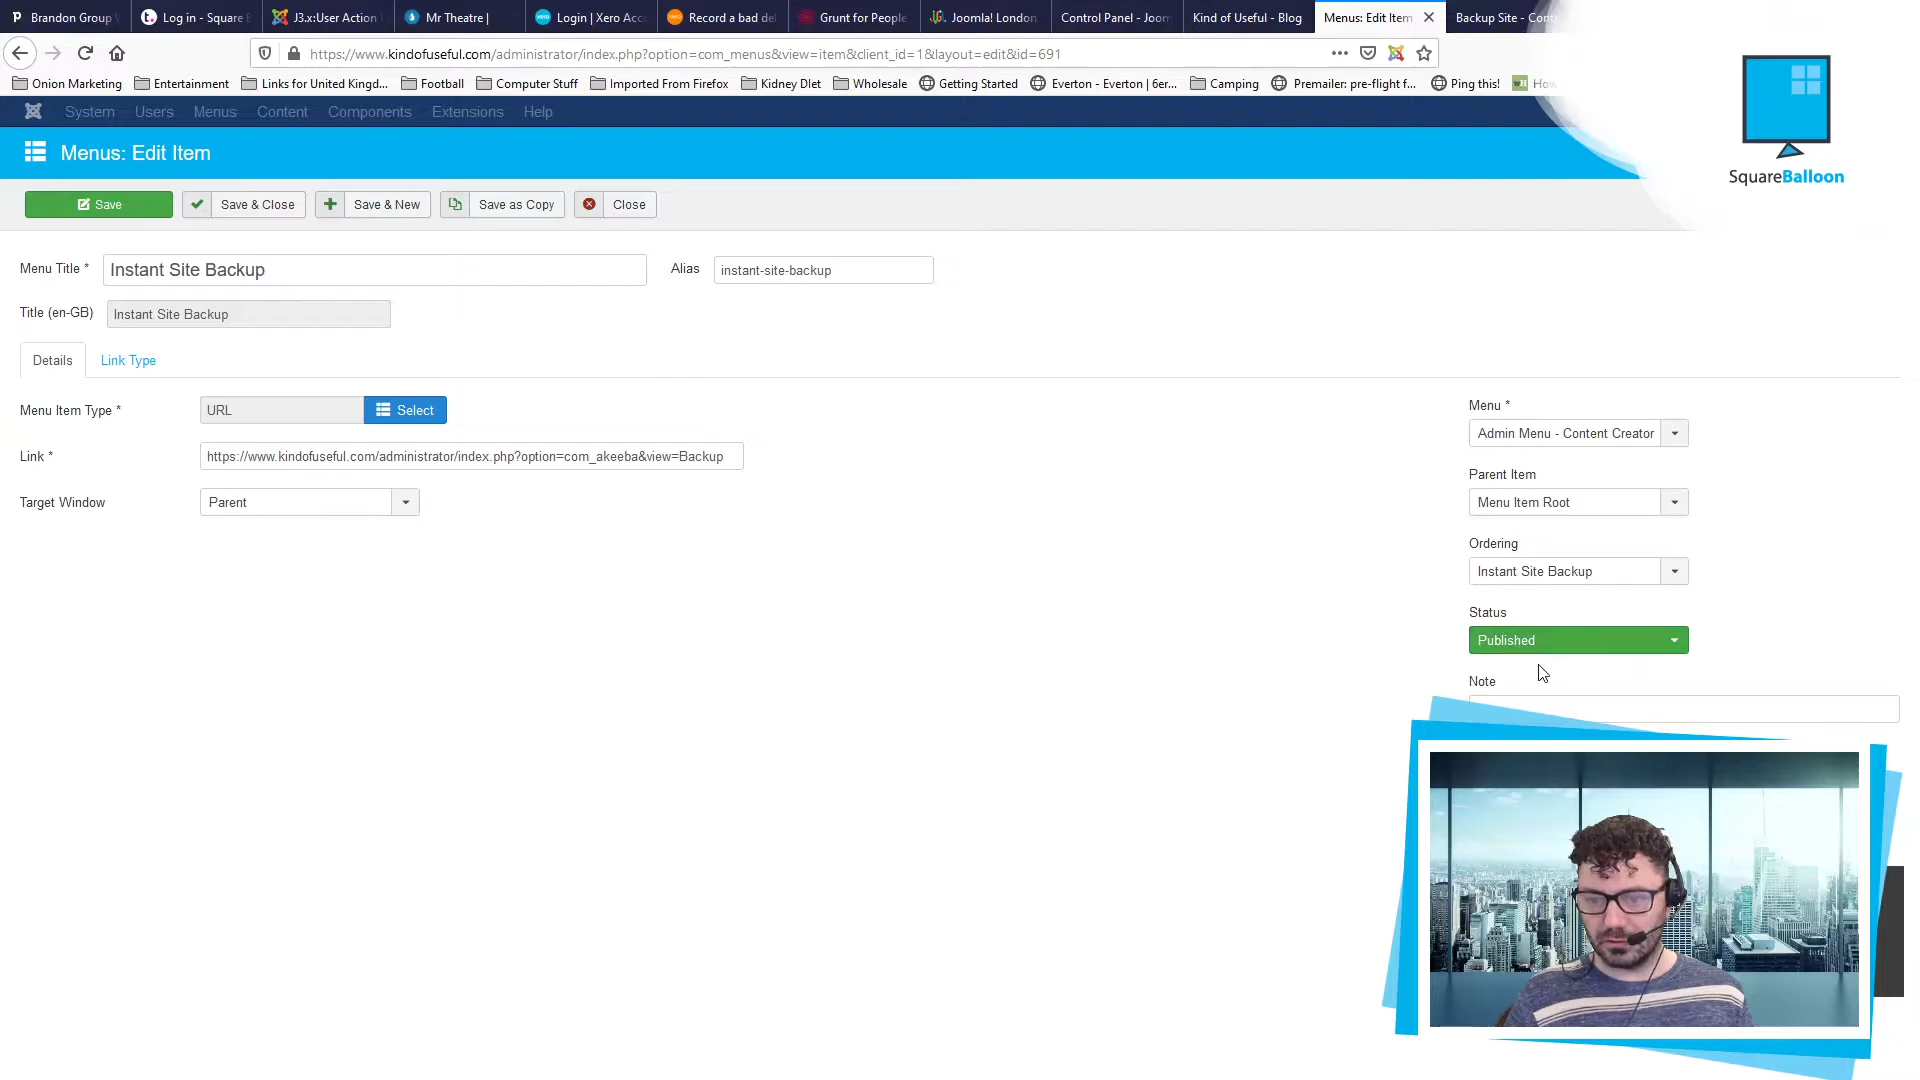 Brandon Group
Log in - Square
J3.x:User Action
Mr Theatre |
Login | Xero Acc
Record a bad de
Grunt for People
Joomla! London
Control Panel - Joom
Kind of Useful - Blog
Menus: Edit Item
Backup Site - Cont
https://www.kindofuseful.com/administrator/index.php?option=com_menus&view=item&client_id=1&layout=edit&id=691
Onion Marketing
Entertainment
Links for United Kingd...
Football
Computer Stuff
Imported From Firefox
Kidney DIet
Wholesale
Getting Started
Everton - Everton | 6er...
Camping
Premailer: pre-flight f...
Ping this!
How
SquareBalloon
System
Users
Menus
Content
Components
Extensions
Help
Menus: Edit Item
Save
Save & Close
Save & New
Save as Copy
Close
Menu Title *
Instant Site Backup
Alias
instant-site-backup
Title (en-GB)
Instant Site Backup
Details
Link Type
Menu Item Type *
URL
Select
Link *
https://www.kindofuseful.com/administrator/index.php?option=com_akeeba&view=Backup
Target Window
Parent
Menu *
Admin Menu - Content Creator
Parent Item
Menu Item Root
Ordering
Instant Site Backup
Status
Published
Note